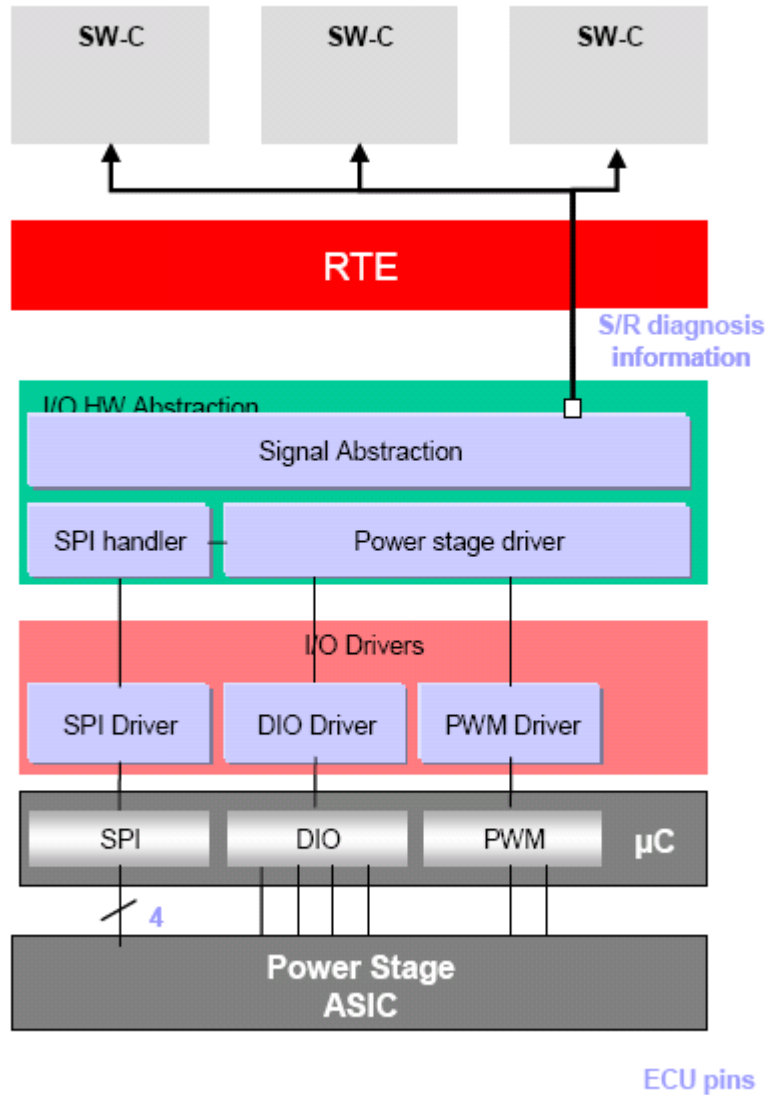 SW-C
SW-C
SW-C
RTE
S/R diagnosis
information
I/O HW Abstraction
Signal Abstraction
SPI handler
Power stage driver
I/O Drivers
SPI Driver
DIO Driver
PWM Driver
SPI
DIO
PWM
µC
4
Power Stage
ASIC
ECU pins